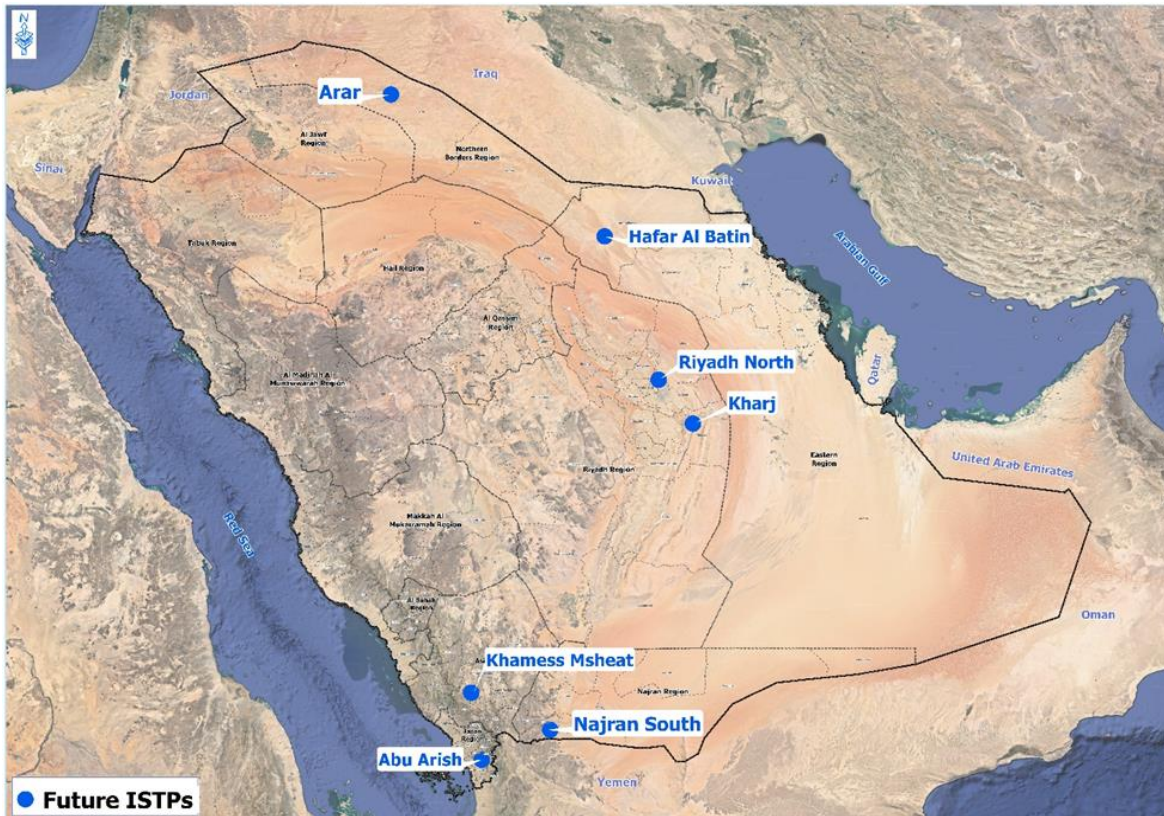 N
Iraq
Jordan
Arar
Al Jawf
Region
Northern
Borders Region
Sinai
Kuwait
Tabuk Region
Hafar Al Batin
Arabian Gulf
Hail Region
Al Qassim
Region
Riyadh North
Qatar
Al Madinah Al
Munawwarah Region
Kharj
Eastern
Region
United Arab Emirates
Riyadh Region
Red Sea
Makkah Al
Mukarramah Region
Al Bahah
Region
Oman
Khamess Msheat
Najran Region
Najran South
Jazan
Region
Abu Arish
Yemen
Future ISTPs